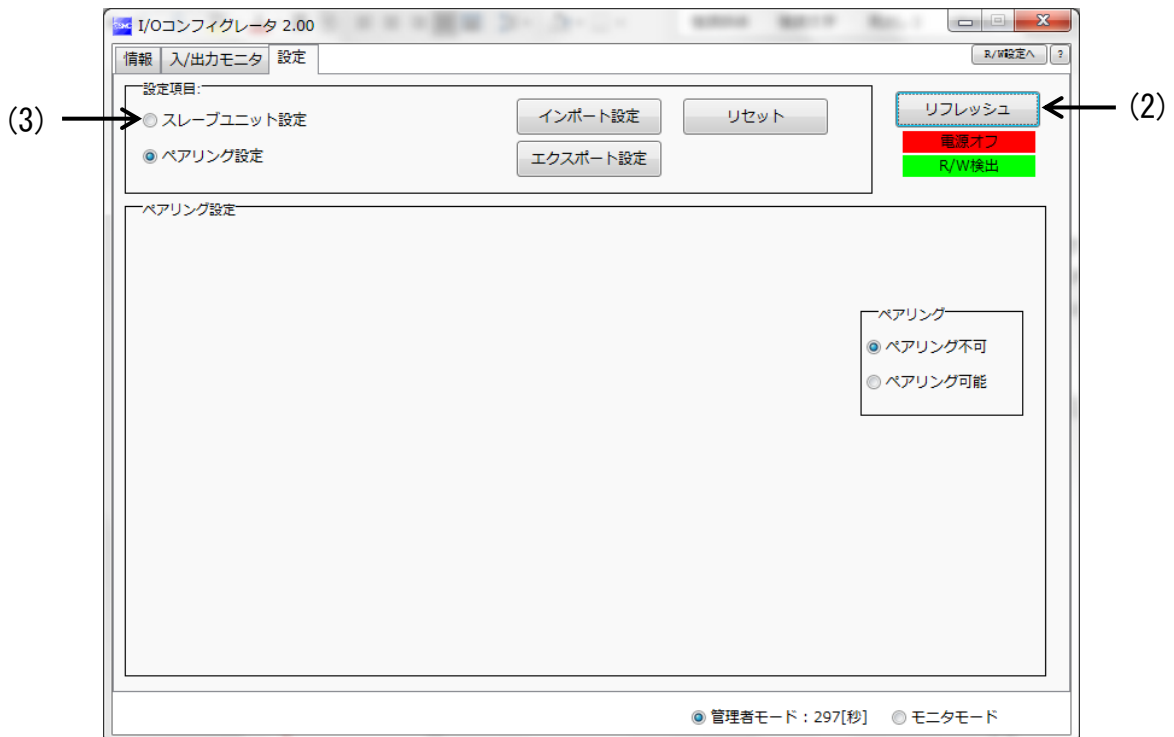 I/Oコンフィグレータ 2.00
情報 入/出力モニタ 設定 R/W設定へ ?
設定項目:
(3) スレーブユニット設定 インポート設定 リセット リフレッシュ (2)
電源オフ
ペアリング設定 エクスポート設定 R/W検出
ペアリング設定
ペアリング
ペアリング不可
ペアリング可能
管理者モード：297[秒] モニタモード